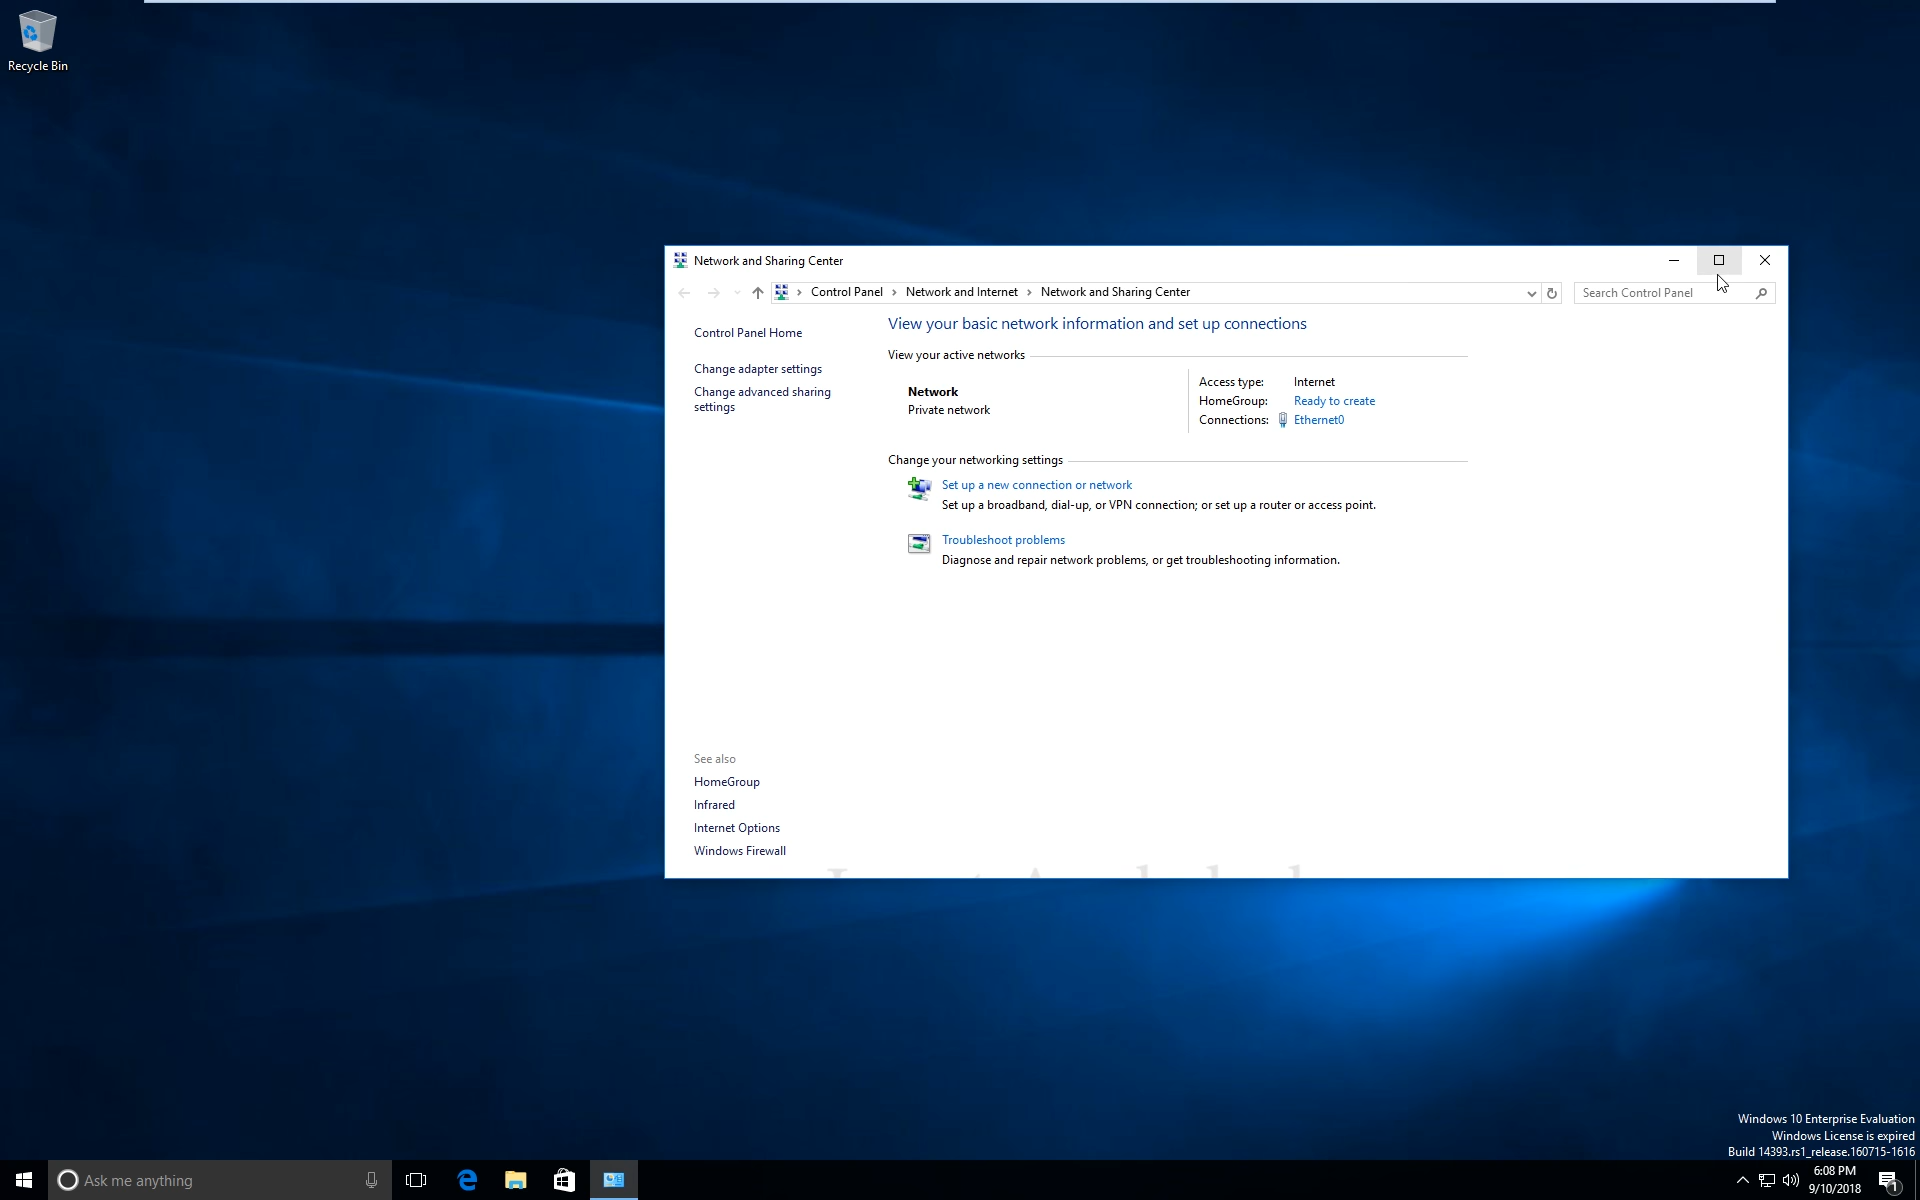 Recycle Bin
Network and Sharing Center
Control Panel > Network and Internet > Network and Sharing Center
Search Control Panel
Control Panel Home
Change adapter settings
Change advanced sharing
settings
View your basic network information and set up connections
View your active networks
Network
Private network
Access type: Internet
HomeGroup: Ready to create
Connections: Ethernet0
Change your networking settings
Set up a new connection or network
Set up a broadband, dial-up, or VPN connection; or set up a router or access point.
Troubleshoot problems
Diagnose and repair network problems, or get troubleshooting information.
See also
HomeGroup
Infrared
Internet Options
Windows Firewall
Windows 10 Enterprise Evaluation
Windows License is expired
Build 14393.rs1_release.160715-1616
Ask me anything
6:08 PM
9/10/2018
1